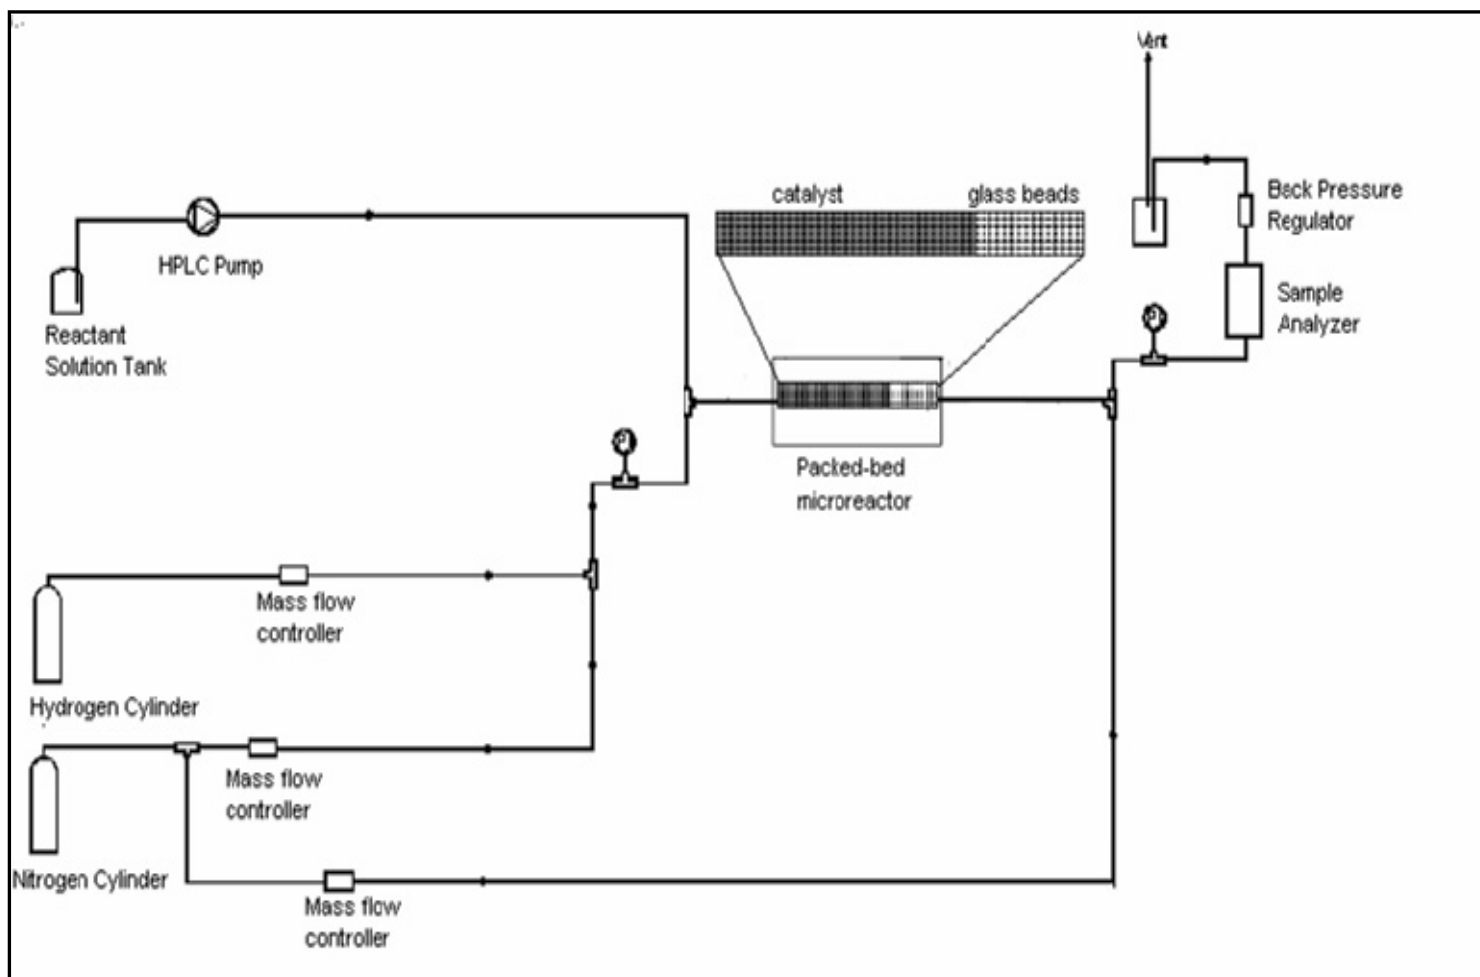 Vent
catalyst
glass beads
Back Pressure
Regulator
HPLC Pump
Sample
Analyzer
Reactant
Solution Tank
P
P
Packed-bed
microreactor
Mass flow
controller
Hydrogen Cylinder
Mass flow
controller
Nitrogen Cylinder
Mass flow
controller